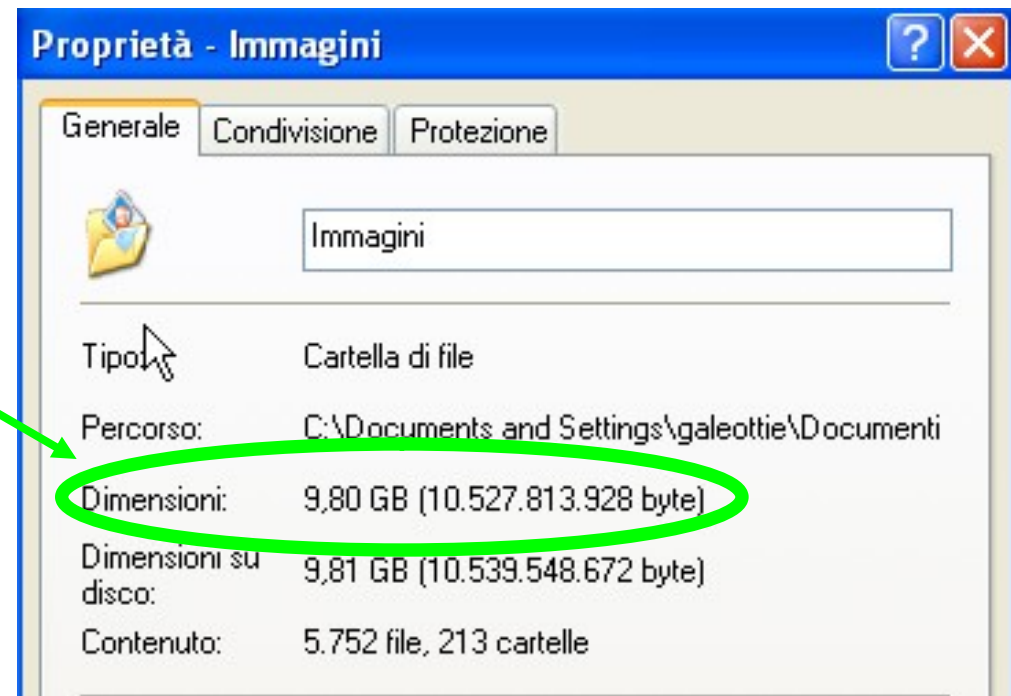 Proprietà - Immagini
Generale Condivisione Protezione
Immagini
Tipo: Cartella di file
Percorso: C:\Documents and Settings\galeottie\Documenti
Dimensioni: 9,80 GB (10.527.813.928 byte)
Dimensioni su
disco: 9,81 GB (10.539.548.672 byte)
Contenuto: 5.752 file, 213 cartelle